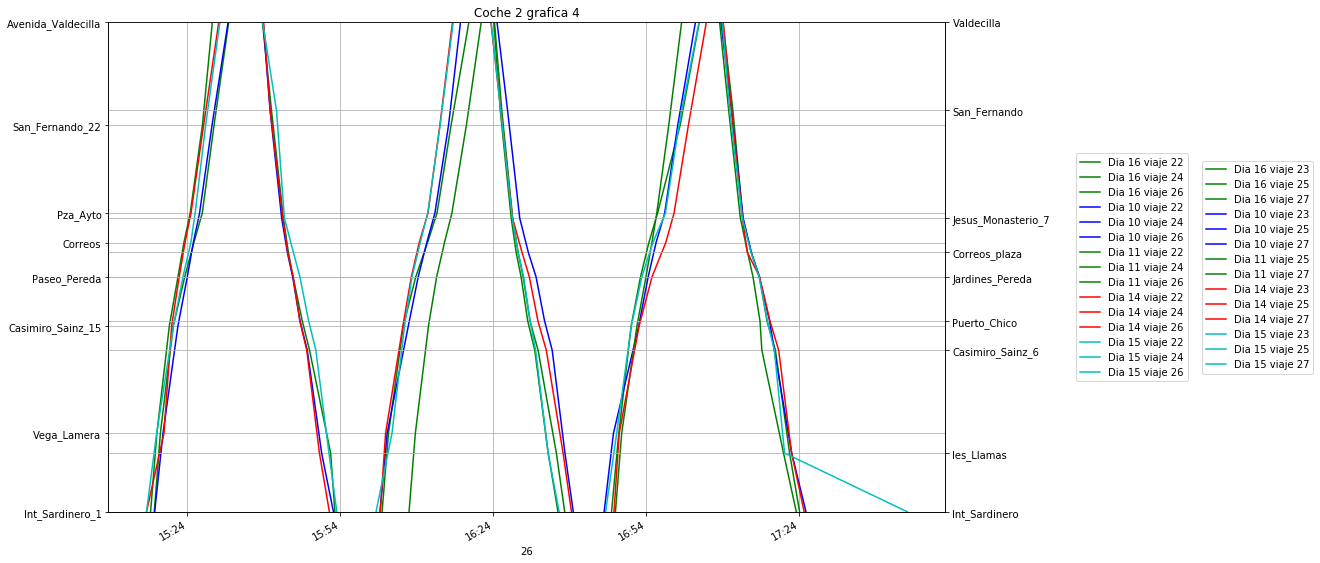 Coche 2 grafica 4
Avenida_Valdecilla
San_Fernando_22
Pza_Ayto
Correos
Paseo_Pereda
Casimiro_Sainz_15
Vega_Lamera
Int_Sardinero_1
Valdecilla
San_Fernando
Jesus_Monasterio_7
Correos_plaza
Jardines_Pereda
Puerto_Chico
Casimiro_Sainz_6
Ies_Llamas
Int_Sardinero
15:24
15:54
16:24
16:54
17:24
26
Dia 16 viaje 22
Dia 16 viaje 24
Dia 16 viaje 26
Dia 10 viaje 22
Dia 10 viaje 24
Dia 10 viaje 26
Dia 11 viaje 22
Dia 11 viaje 24
Dia 11 viaje 26
Dia 14 viaje 22
Dia 14 viaje 24
Dia 14 viaje 26
Dia 15 viaje 22
Dia 15 viaje 24
Dia 15 viaje 26
Dia 16 viaje 23
Dia 16 viaje 25
Dia 16 viaje 27
Dia 10 viaje 23
Dia 10 viaje 25
Dia 10 viaje 27
Dia 11 viaje 25
Dia 11 viaje 27
Dia 14 viaje 23
Dia 14 viaje 25
Dia 14 viaje 27
Dia 15 viaje 23
Dia 15 viaje 25
Dia 15 viaje 27